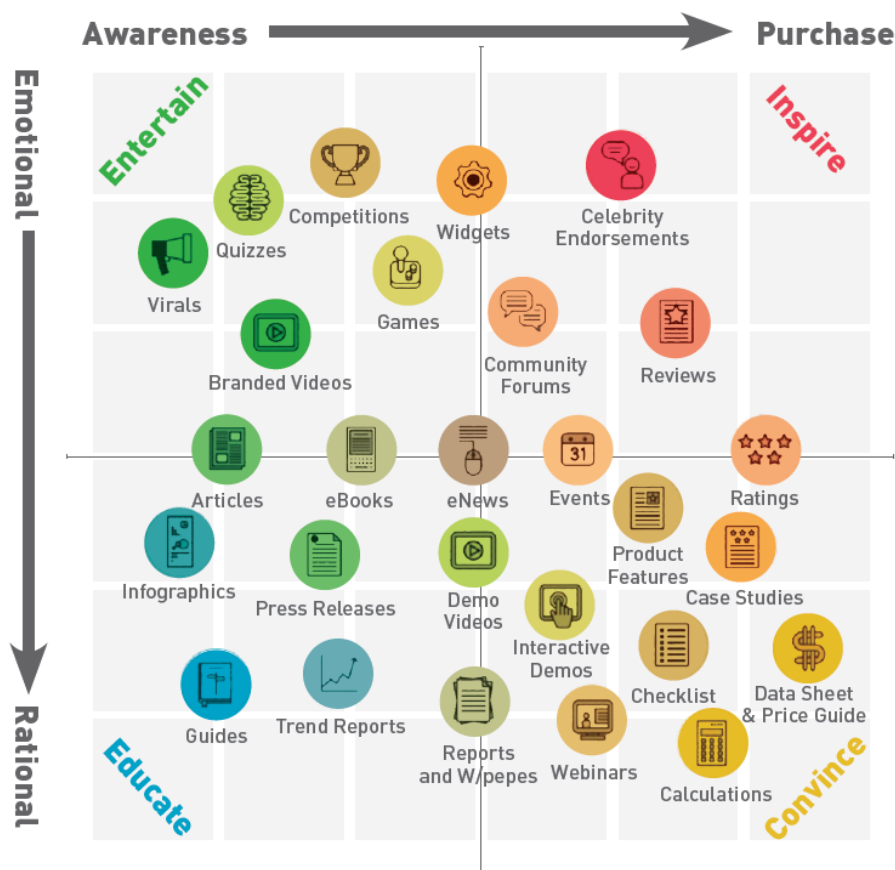 Awareness
Purchase
Emotional
Rational
Entertain
Inspire
Competitions
Widgets
Celebrity
Endorsements
Quizzes
Virals
Games
Branded Videos
Community
Forums
Reviews
Articles
eBooks
eNews
31
Events
Ratings
Infographics
Press Releases
Demo
Videos
Product
Features
Case Studies
Interactive
Demos
Checklist
Data Sheet
& Price Guide
Guides
Trend Reports
Reports
and W/pepes
Webinars
Calculations
Educate
Convince